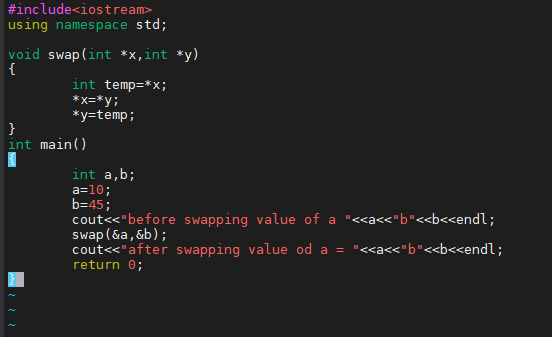 #include<iostream>
using namespace std;
void swap(int *x,int *y)
{
int temp=*x;
*x=*y;
*y=temp;
}
int main()
{
int a,b;
a=10;
b=45;
cout<<"before swapping value of a "<<a<<"b"<<b<<endl;
swap(&a,&b);
cout<<"after swapping value od a = "<<a<<"b"<<b<<endl;
return 0;
}
~
~
~